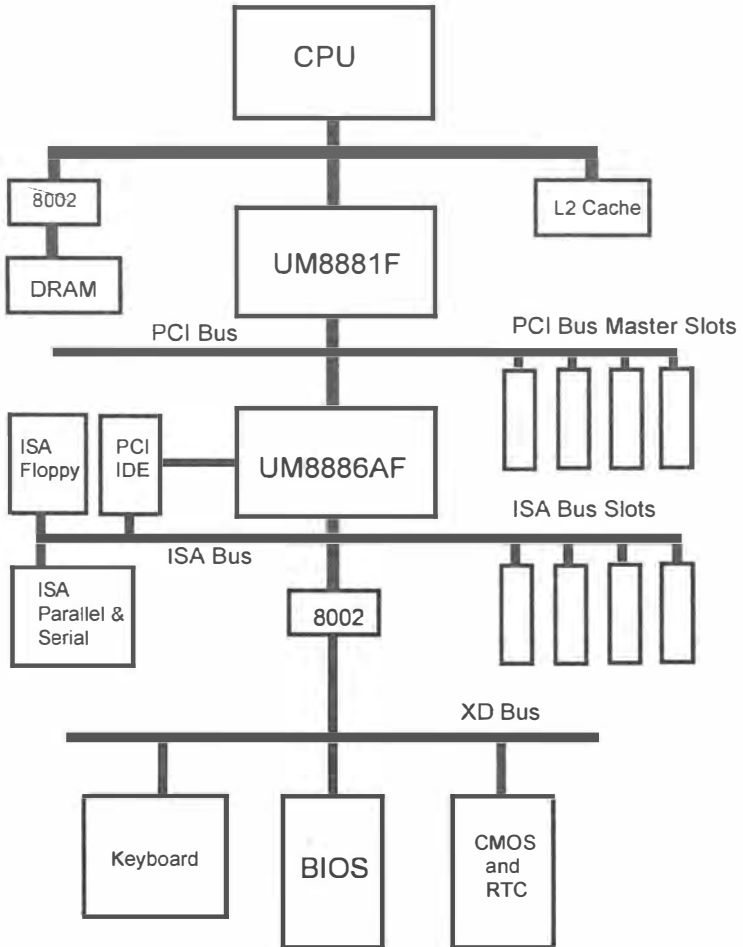 CPU
8002
L2 Cache
DRAM
UM8881F
PCI Bus
PCI Bus Master Slots
ISA
Floppy
PCI
IDE
UM8886AF
ISA Bus Slots
ISA Bus
ISA
Parallel &
Serial
8002
XD Bus
Keyboard
BIOS
CMOS
and
RTC